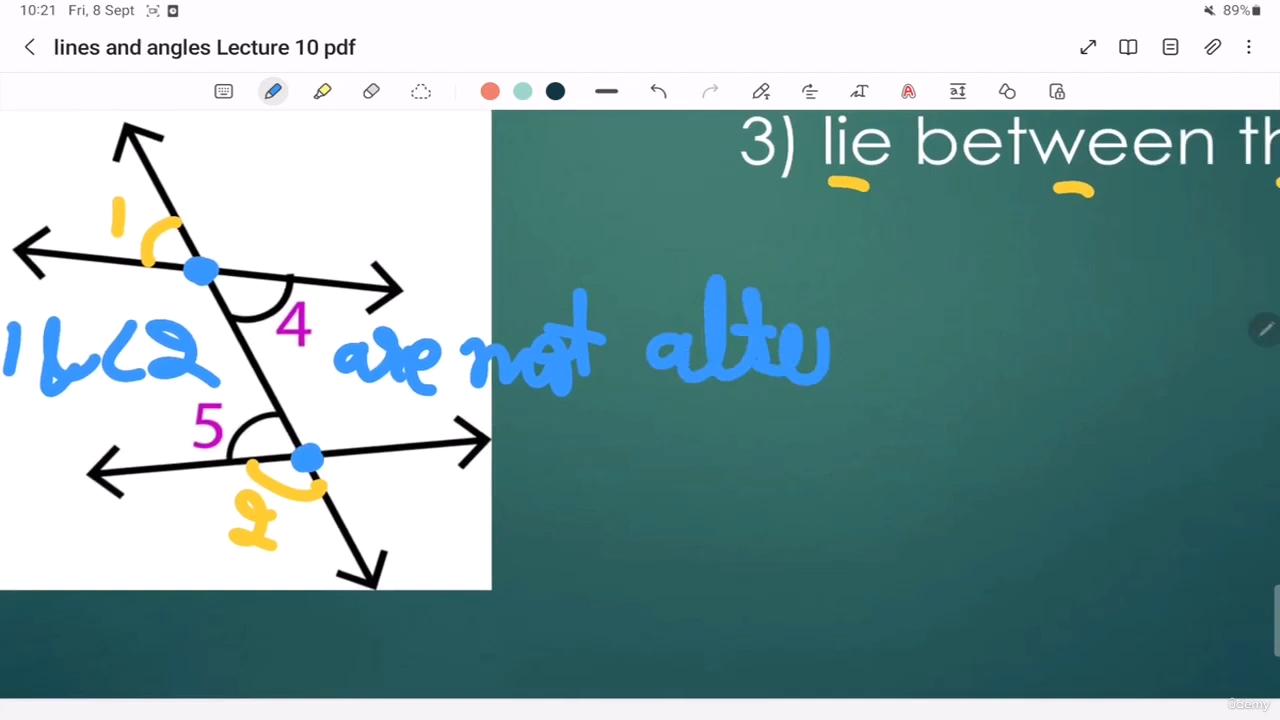 10:21 Fri, 8 Sept 89%
lines and angles Lecture 10 pdf
3) lie between th
1
4
1 & <2 are not alte
5
2
ûdemy